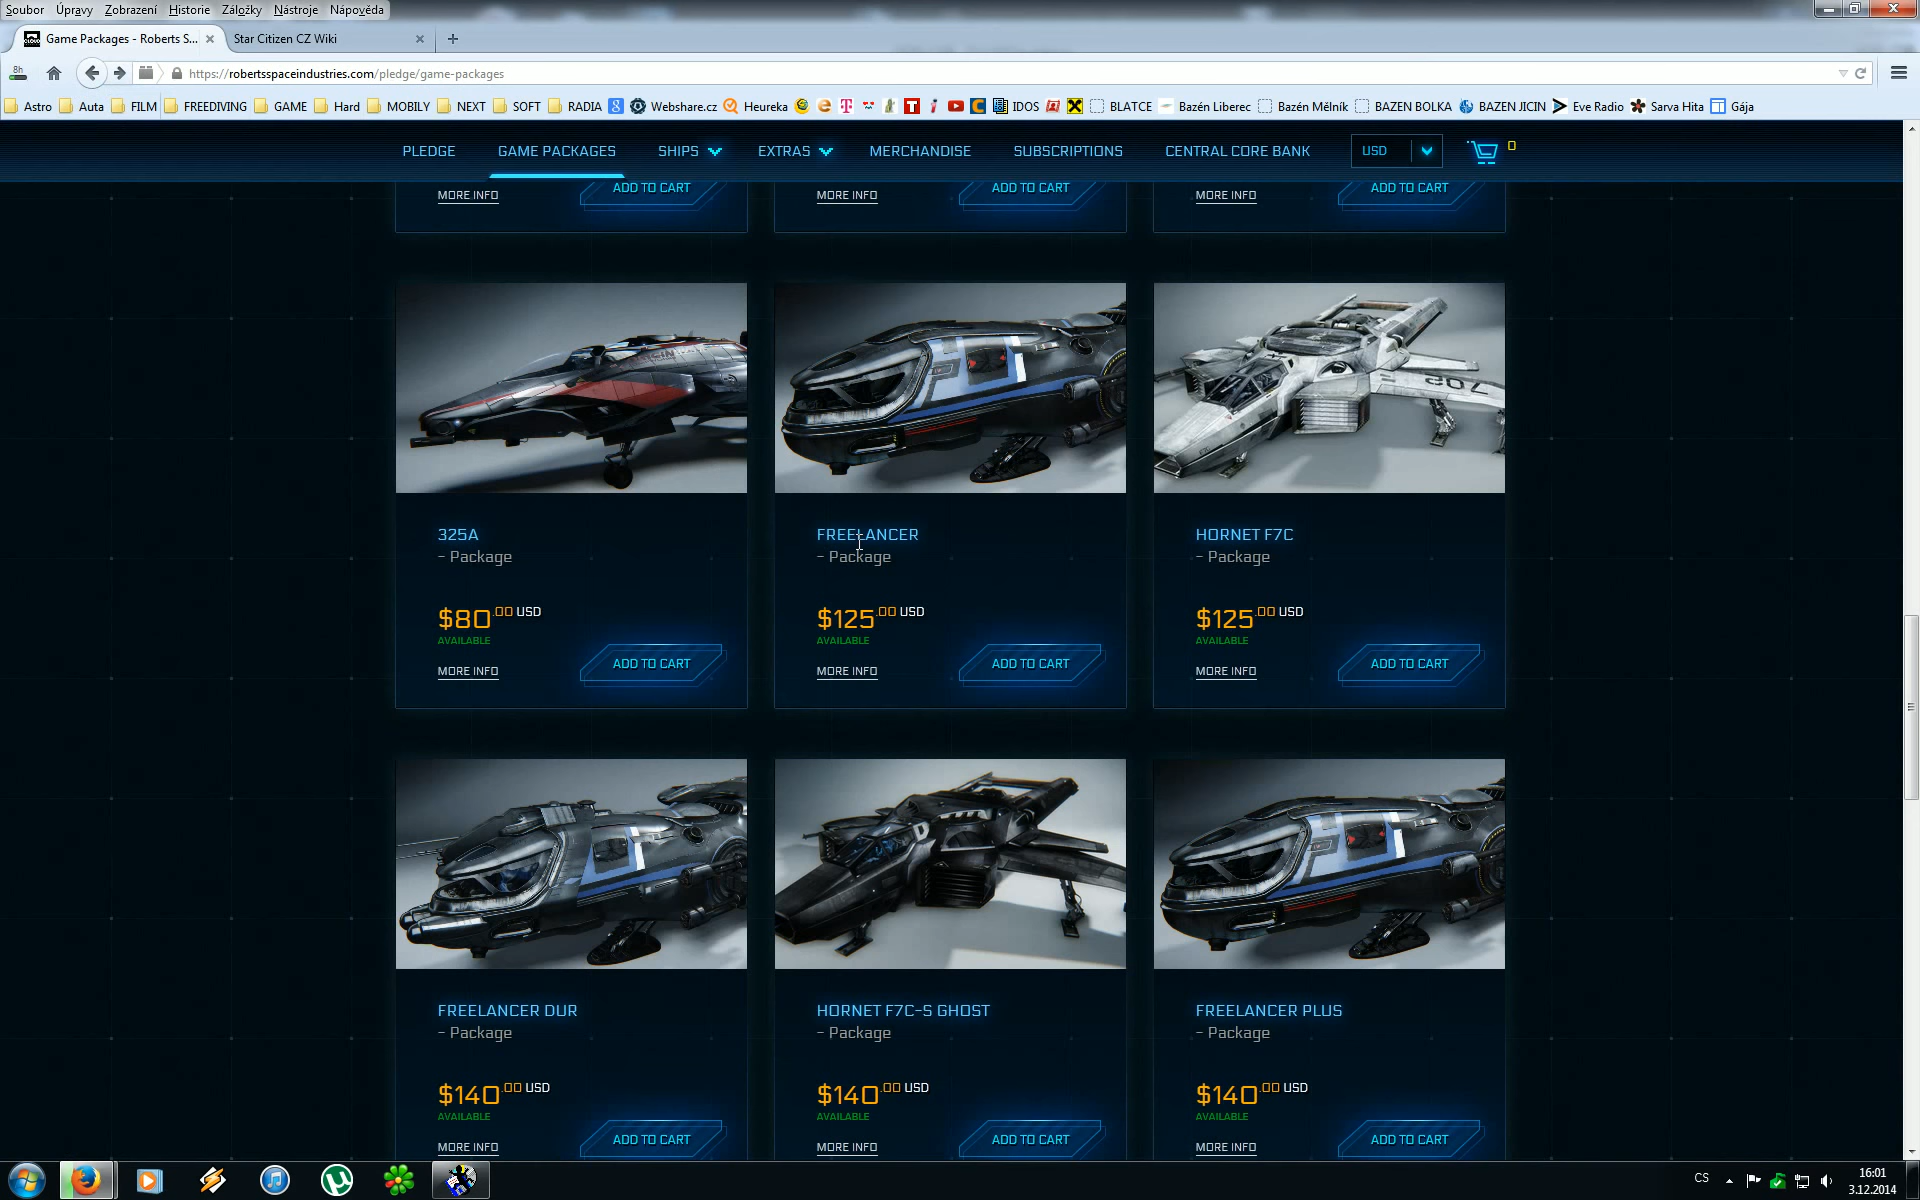 Soubor Úpravy Zobrazení Historie Záložky Nástroje Nápověda
Game Packages - Roberts S... Star Citizen CZ Wiki
8h https://robertsspaceindustries.com/pledge/game-packages
Astro Auta FILM FREEDIVING GAME Hard MOBILY NEXT SOFT RADIA Webshare.cz Heureka IDOS BLATCE Bazén Liberec Bazén Mělník BAZEN BOLKA BAZEN JICIN Eve Radio Sarva Hita Gája
PLEDGE GAME PACKAGES SHIPS EXTRAS MERCHANDISE SUBSCRIPTIONS CENTRAL CORE BANK USD 0
MORE INFO ADD TO CART MORE INFO ADD TO CART MORE INFO ADD TO CART
325A
- Package
$80.00 USD
AVAILABLE
MORE INFO ADD TO CART
FREELANCER
- Package
$125.00 USD
AVAILABLE
MORE INFO ADD TO CART
HORNET F7C
- Package
$125.00 USD
AVAILABLE
MORE INFO ADD TO CART
FREELANCER DUR
- Package
$140.00 USD
AVAILABLE
MORE INFO ADD TO CART
HORNET F7C-S GHOST
- Package
$140.00 USD
AVAILABLE
MORE INFO ADD TO CART
FREELANCER PLUS
- Package
$140.00 USD
AVAILABLE
MORE INFO ADD TO CART
CS 16:01
3.12.2014